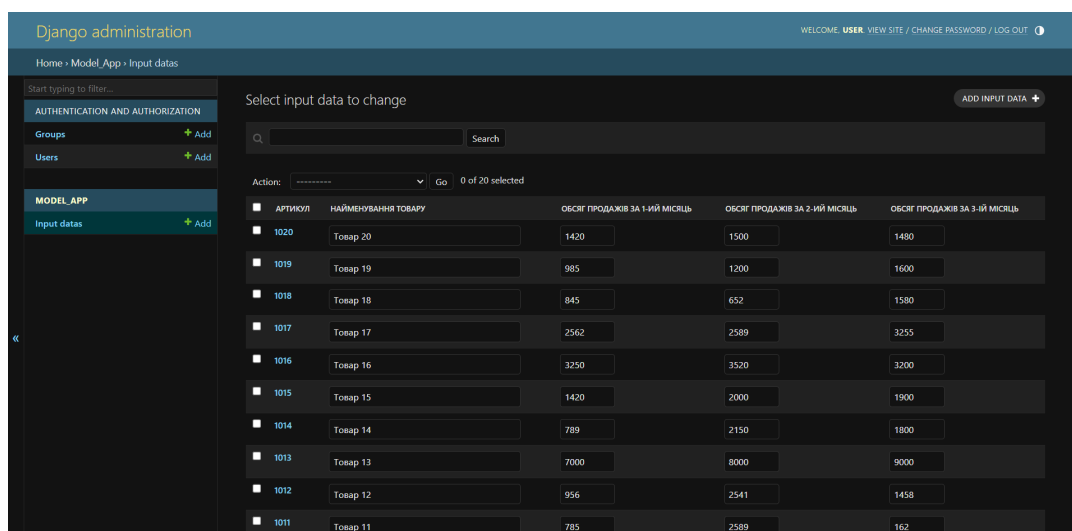 Django administration
WELCOME, USER. VIEW SITE / CHANGE PASSWORD / LOG OUT
Home › Model_App › Input datas
Start typing to filter...
AUTHENTICATION AND AUTHORIZATION
Groups + Add
Users + Add
MODEL_APP
Input datas + Add
«
Select input data to change
ADD INPUT DATA +
Search
Action: --------- Go 0 of 20 selected
АРТИКУЛ НАЙМЕНУВАННЯ ТОВАРУ ОБСЯГ ПРОДАЖІВ ЗА 1-ИЙ МІСЯЦЬ ОБСЯГ ПРОДАЖІВ ЗА 2-ИЙ МІСЯЦЬ ОБСЯГ ПРОДАЖІВ ЗА 3-ІЙ МІСЯЦЬ
1020 Товар 20 1420 1500 1480
1019 Товар 19 985 1200 1600
1018 Товар 18 845 652 1580
1017 Товар 17 2562 2589 3255
1016 Товар 16 3250 3520 3200
1015 Товар 15 1420 2000 1900
1014 Товар 14 789 2150 1800
1013 Товар 13 7000 8000 9000
1012 Товар 12 956 2541 1458
1011 Товар 11 785 2589 162